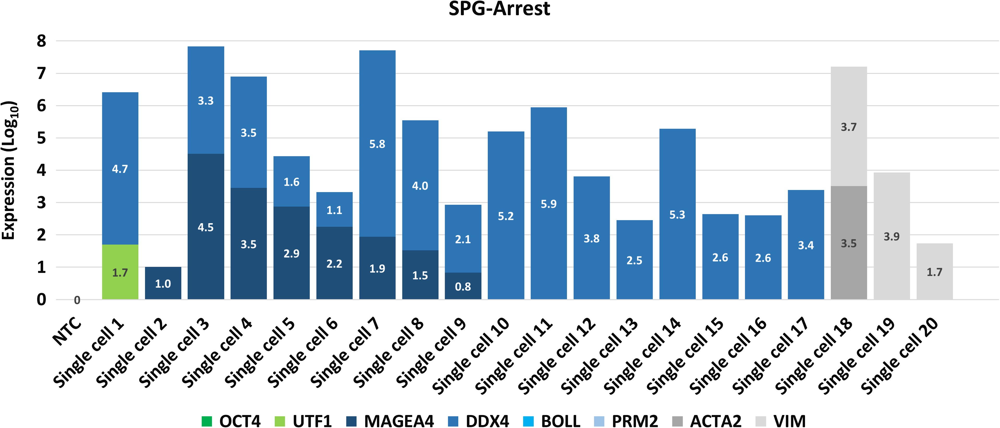 SPG-Arrest
Expression (Log10)
8
7
6
5
4
3
2
1
0
0
1.7
4.7
1.0
4.5
3.3
3.5
3.5
2.9
1.6
2.2
1.1
1.9
5.8
1.5
4.0
0.8
2.1
5.2
5.9
3.8
2.5
5.3
2.6
2.6
3.4
3.5
3.7
3.9
1.7
NTC
Single cell 1
Single cell 2
Single cell 3
Single cell 4
Single cell 5
Single cell 6
Single cell 7
Single cell 8
Single cell 9
Single cell 10
Single cell 11
Single cell 12
Single cell 13
Single cell 14
Single cell 15
Single cell 16
Single cell 17
Single cell 18
Single cell 19
Single cell 20
OCT4 UTF1 MAGEA4 DDX4 BOLL PRM2 ACTA2 VIM